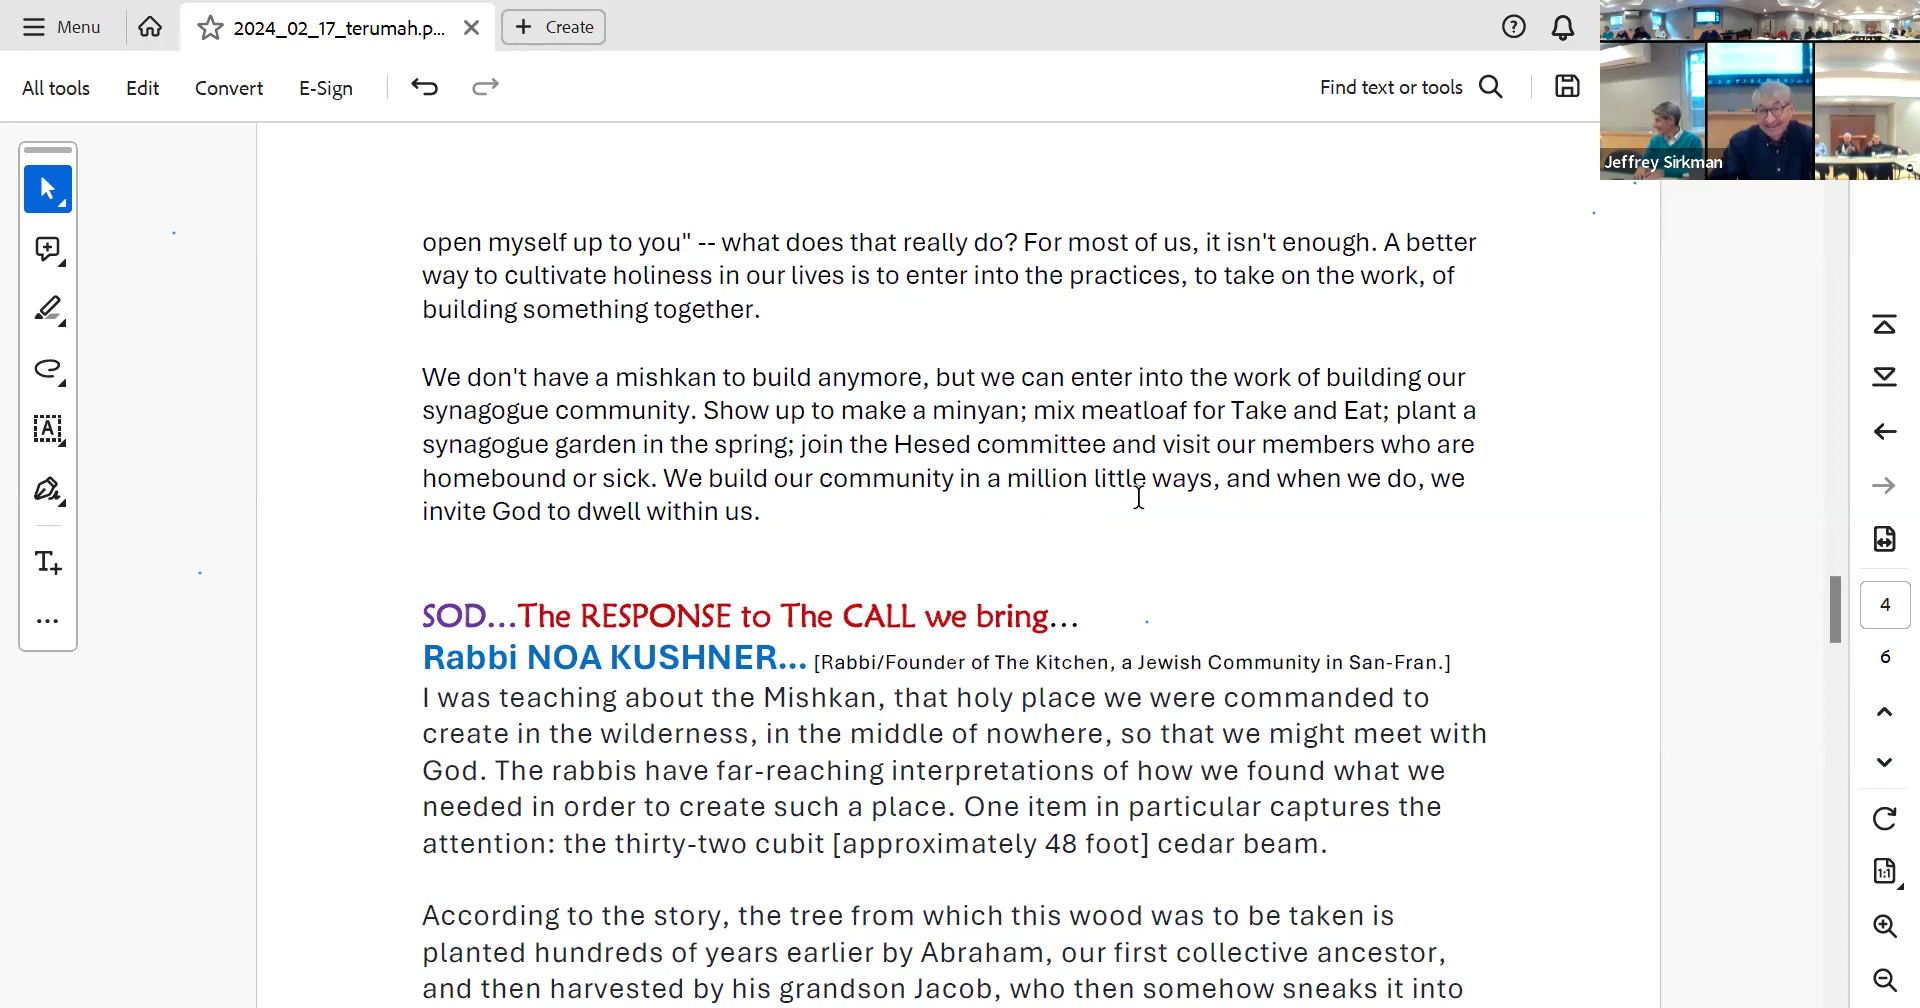 Menu
2024_02_17_terumah.p...
Create
All tools
Edit
Convert
E-Sign
Find text or tools
Jeffrey Sirkman
open myself up to you" -- what does that really do? For most of us, it isn't enough. A better
way to cultivate holiness in our lives is to enter into the practices, to take on the work, of
building something together.
We don't have a mishkan to build anymore, but we can enter into the work of building our
synagogue community. Show up to make a minyan; mix meatloaf for Take and Eat; plant a
synagogue garden in the spring; join the Hesed committee and visit our members who are
homebound or sick. We build our community in a million little ways, and when we do, we
invite God to dwell within us.
SOD...The RESPONSE to The CALL we bring...
Rabbi NOA KUSHNER... [Rabbi/Founder of The Kitchen, a Jewish Community in San-Fran.]
I was teaching about the Mishkan, that holy place we were commanded to
create in the wilderness, in the middle of nowhere, so that we might meet with
God. The rabbis have far-reaching interpretations of how we found what we
needed in order to create such a place. One item in particular captures the
attention: the thirty-two cubit [approximately 48 foot] cedar beam.
According to the story, the tree from which this wood was to be taken is
planted hundreds of years earlier by Abraham, our first collective ancestor,
and then harvested by his grandson Jacob, who then somehow sneaks it into
4
6
1:1